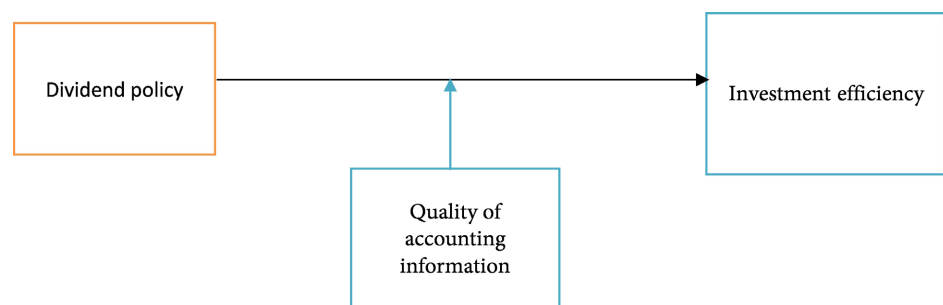 Dividend policy
Investment efficiency
Quality of
accounting
information